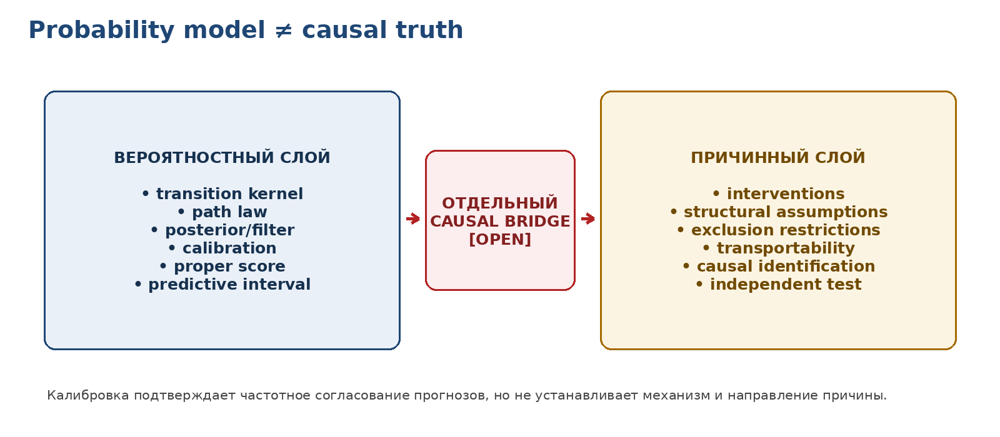 Probability model ≠ causal truth
ВЕРОЯТНОСТНЫЙ СЛОЙ
• transition kernel
• path law
• posterior/filter
• calibration
• proper score
• predictive interval
ОТДЕЛЬНЫЙ
CAUSAL BRIDGE
[OPEN]
ПРИЧИННЫЙ СЛОЙ
• interventions
• structural assumptions
• exclusion restrictions
• transportability
• causal identification
• independent test
Калибровка подтверждает частотное согласование прогнозов, но не устанавливает механизм и направление причины.